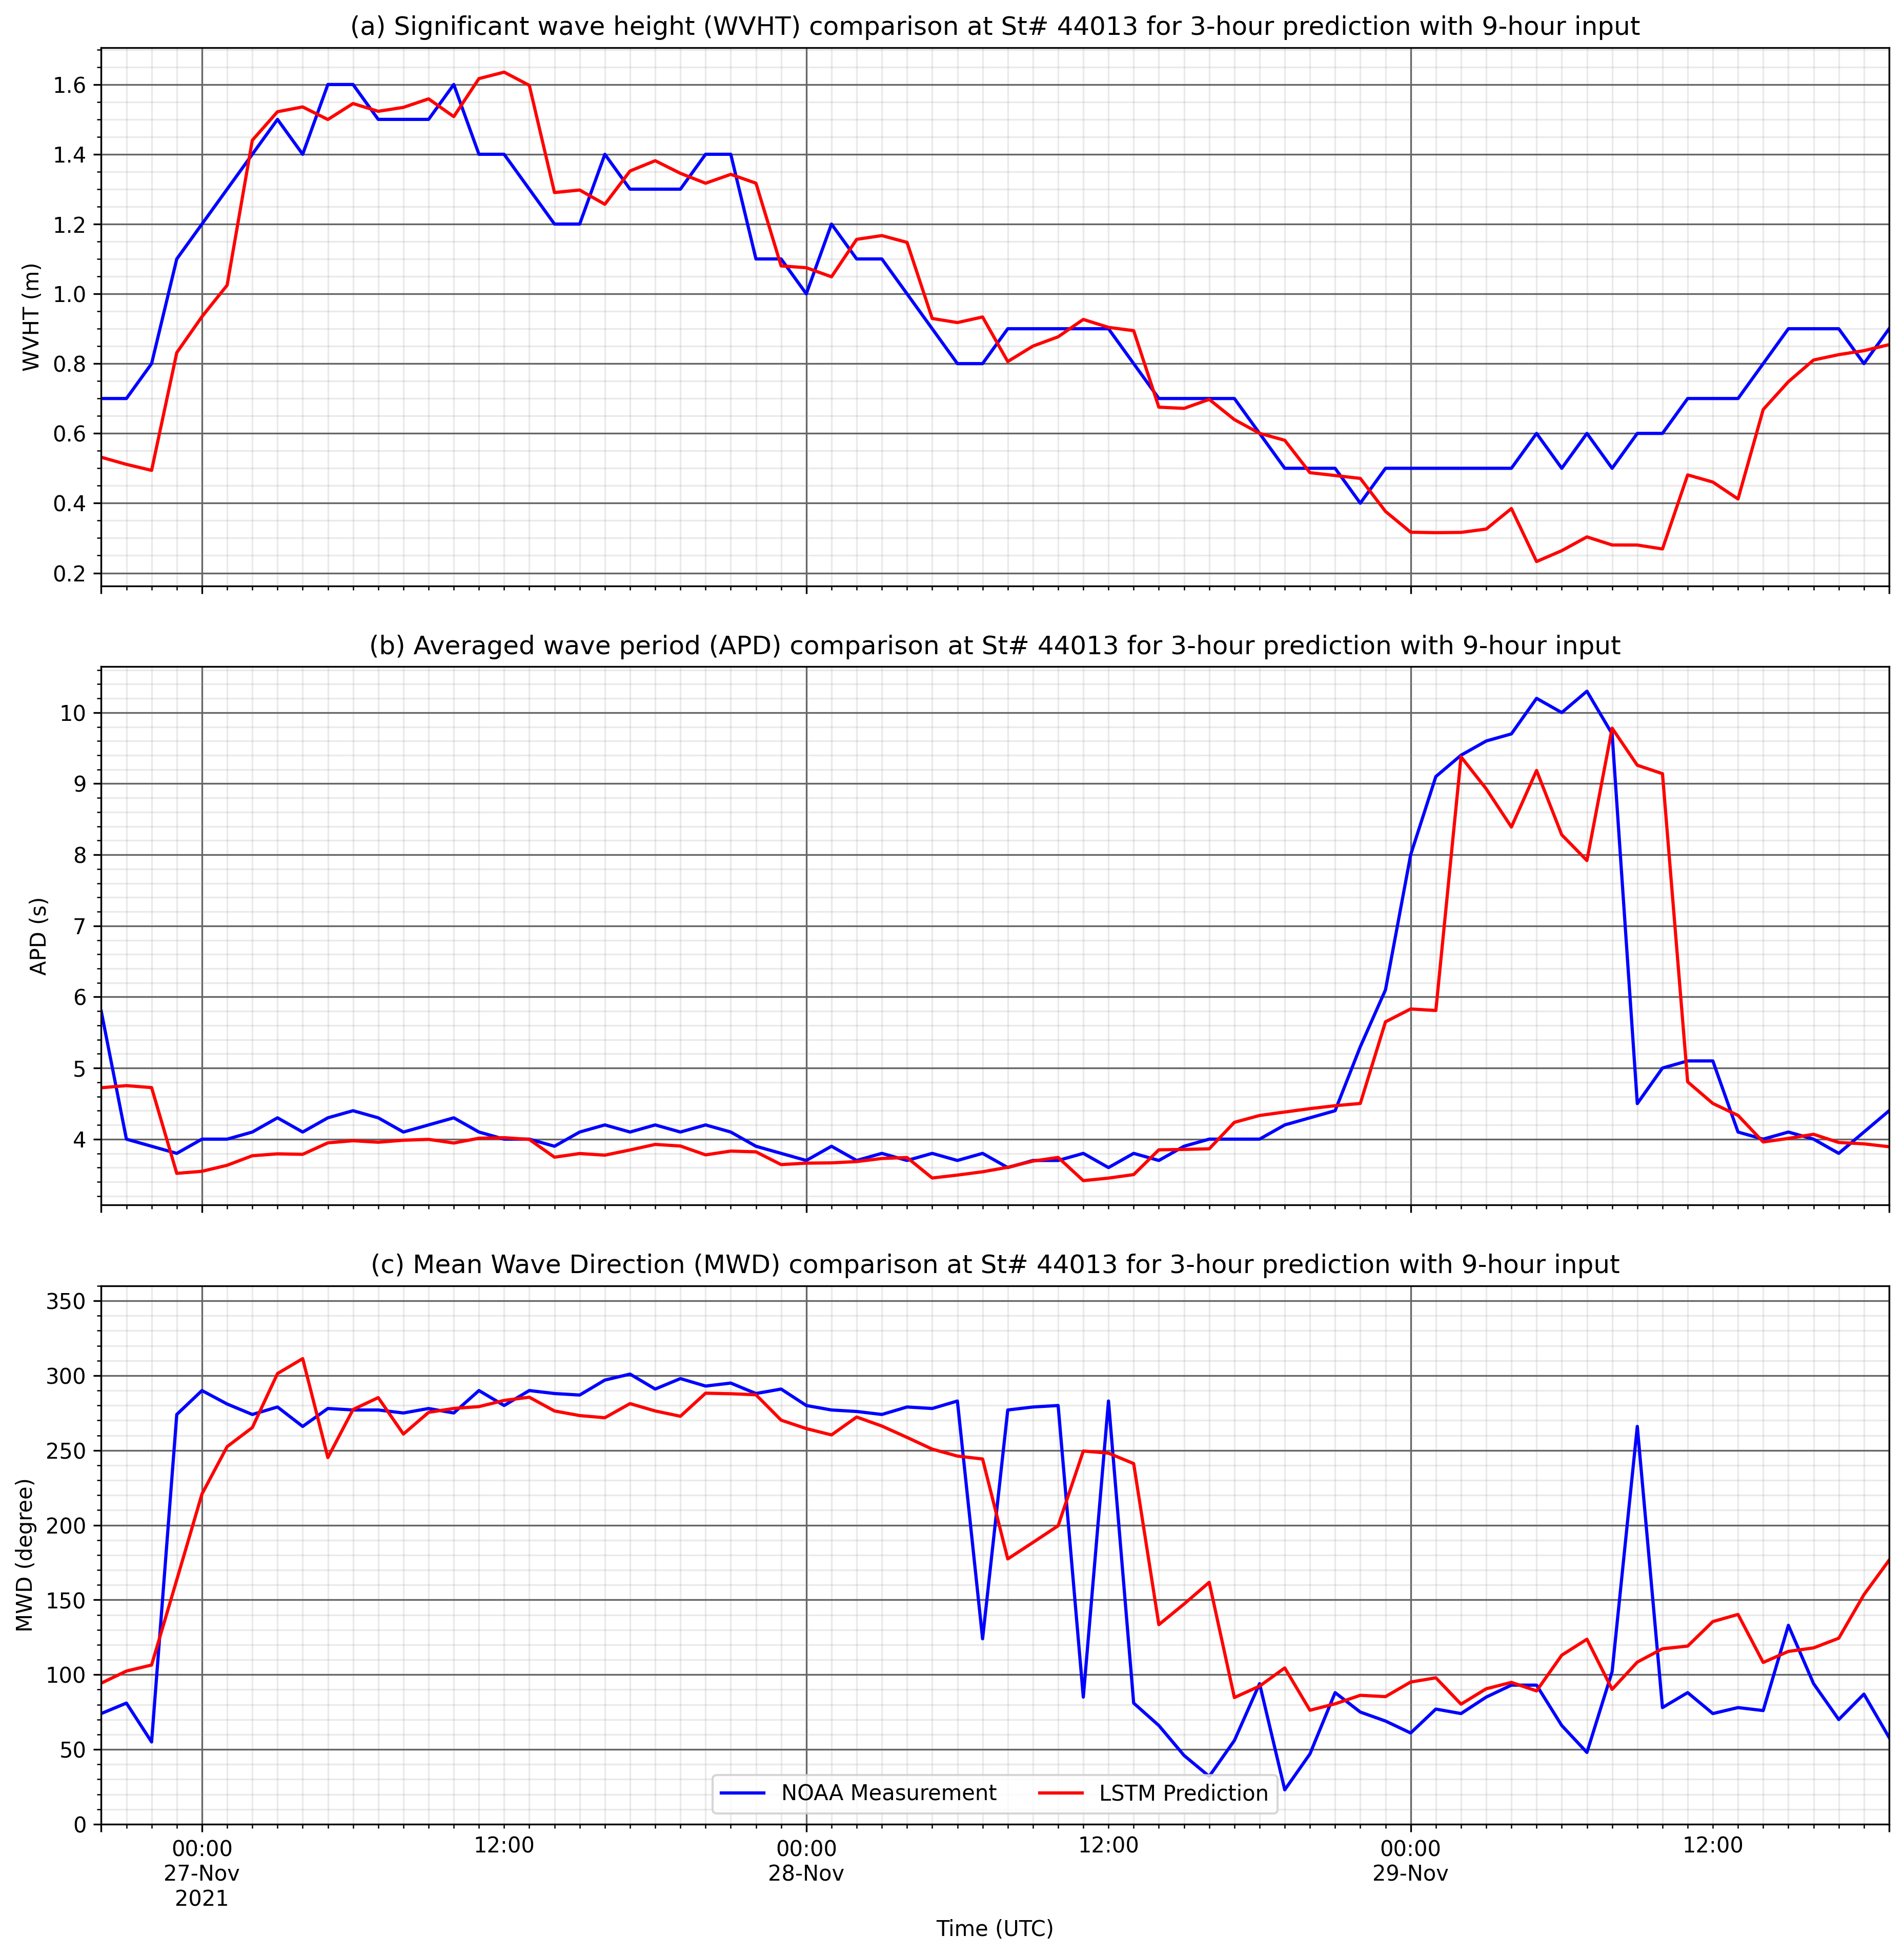 (a) Significant wave height (WVHT) comparison at St# 44013 for 3-hour prediction with 9-hour input
1.6
1.4
1.2
1.0
0.8
0.6
0.4
0.2
WVHT (m)
(b) Averaged wave period (APD) comparison at St# 44013 for 3-hour prediction with 9-hour input
10
9
8
7
6
5
4
APD (s)
(c) Mean Wave Direction (MWD) comparison at St# 44013 for 3-hour prediction with 9-hour input
350
300
250
200
150
100
50
0
MWD (degree)
NOAA Measurement LSTM Prediction
00:00 12:00 00:00 12:00 00:00 12:00
27-Nov 28-Nov 29-Nov
2021
Time (UTC)